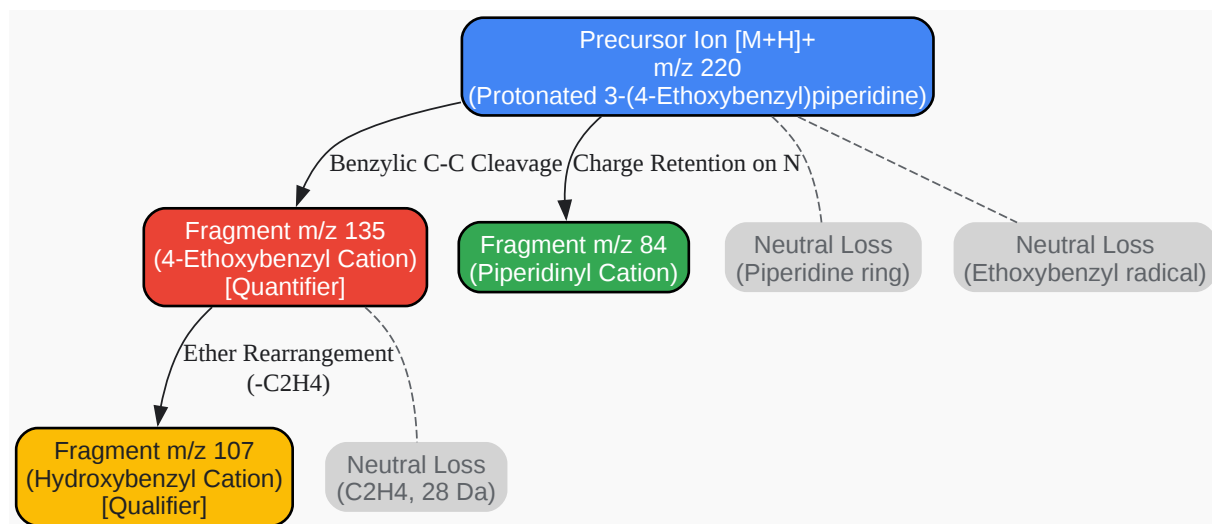 Precursor Ion [M+H]+
m/z 220
(Protonated 3-(4-Ethoxybenzyl)piperidine)
Benzylic C-C Cleavage
Charge Retention on N
Fragment m/z 135
(4-Ethoxybenzyl Cation)
[Quantifier]
Fragment m/z 84
(Piperidinyl Cation)
Neutral Loss
(Piperidine ring)
Neutral Loss
(Ethoxybenzyl radical)
Ether Rearrangement
(-C2H4)
Fragment m/z 107
(Hydroxybenzyl Cation)
[Qualifier]
Neutral Loss
(C2H4, 28 Da)